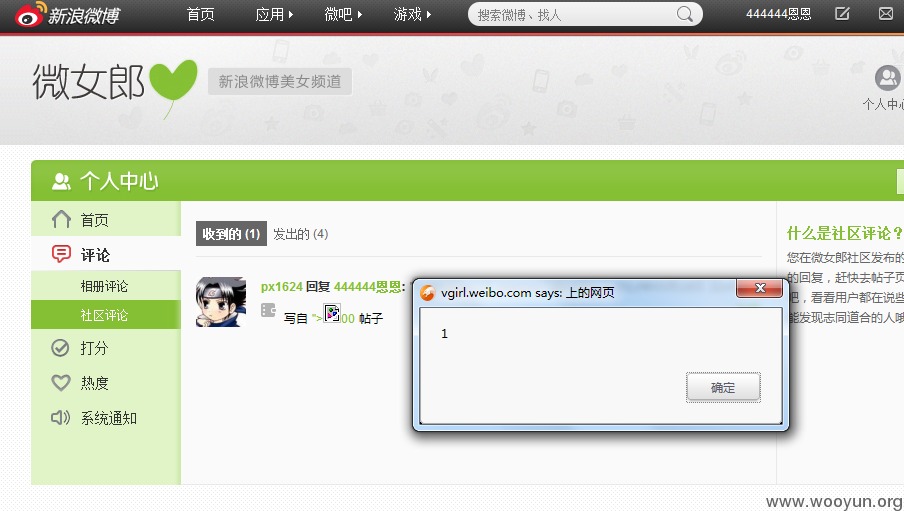 新浪微博 首页 应用 微吧 游戏 搜索微博、找人 444444恩恩
微女郎 新浪微博美女频道
个人中心
个人中心
首页
评论
相册评论
社区评论
打分
热度
系统通知
收到的 (1) 发出的 (4)
px1624 回复 444444恩恩:
写自 ">00 帖子
vgirl.weibo.com says: 上的网页
1
确定
什么是社区评论？
您在微女郎社区发布的
的回复，赶快去帖子页
吧，看看用户都在说些
能发现志同道合的人哦
www.wooyun.org